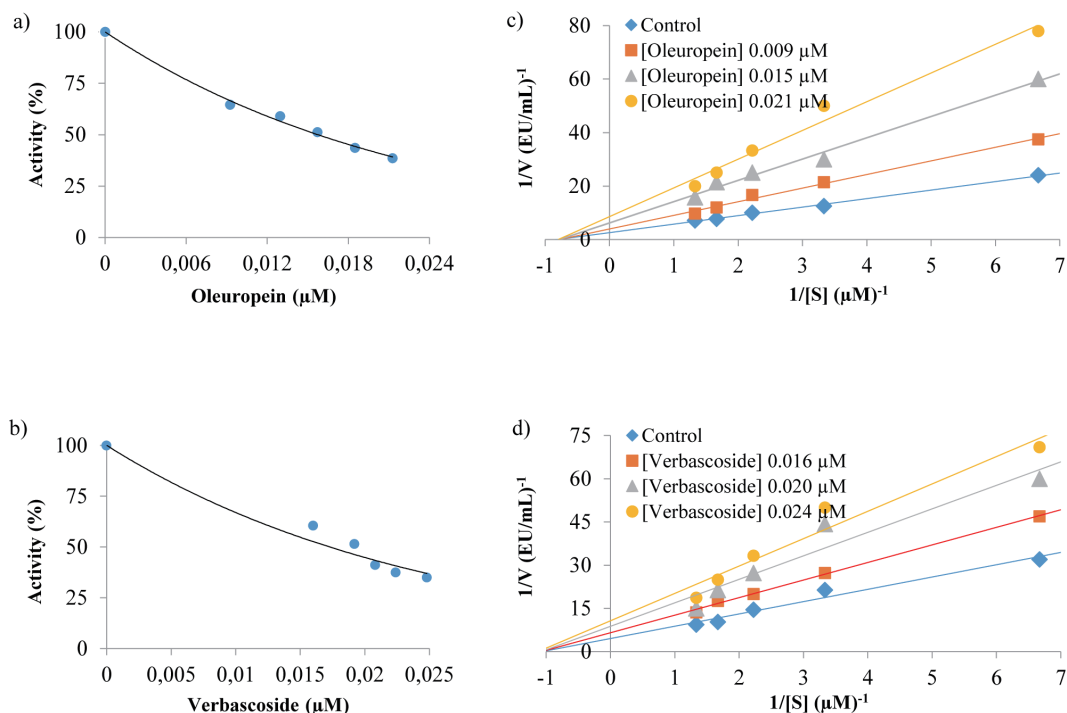 a)
100
75
50
25
0
0 0,006 0,012 0,018 0,024
Activity (%)
Oleuropein (µM)
c)
Control
[Oleuropein] 0.009 µM
[Oleuropein] 0.015 µM
[Oleuropein] 0.021 µM
80
60
40
20
0
-1 0 1 2 3 4 5 6 7
1/V (EU/mL)-1
1/[S] (µM)-1
b)
100
75
50
25
0
0 0,005 0,01 0,015 0,02 0,025
Activity (%)
Verbascoside (µM)
d)
Control
[Verbascoside] 0.016 µM
[Verbascoside] 0.020 µM
[Verbascoside] 0.024 µM
75
60
45
30
15
0
-1 0 1 2 3 4 5 6 7
1/V (EU/mL)-1
1/[S] (µM)-1